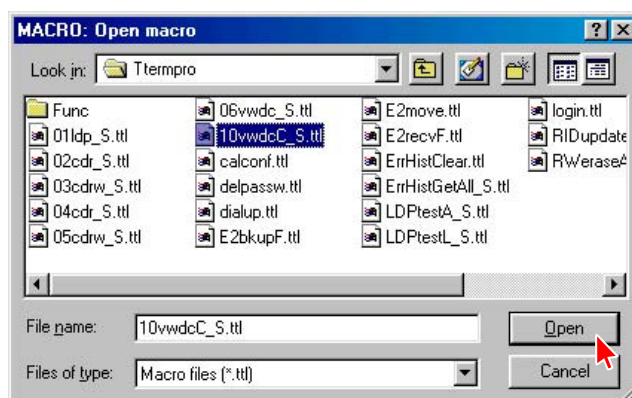 MACRO: Open macro
Look in: Ttermpro
Func
01ldp_S.ttl
02cdr_S.ttl
03cdrw_S.ttl
04cdr_S.ttl
05cdrw_S.ttl
06vwdc_S.ttl
10vwdcC_S.ttl
calconf.ttl
delpassw.ttl
dialup.ttl
E2bkupF.ttl
E2move.ttl
E2recvF.ttl
ErrHistClear.ttl
ErrHistGetAll_S.ttl
LDPtestA_S.ttl
LDPtestL_S.ttl
login.ttl
RIDupdate
RWeraseA
File name: 10vwdcC_S.ttl
Open
Files of type: Macro files (*.ttl)
Cancel